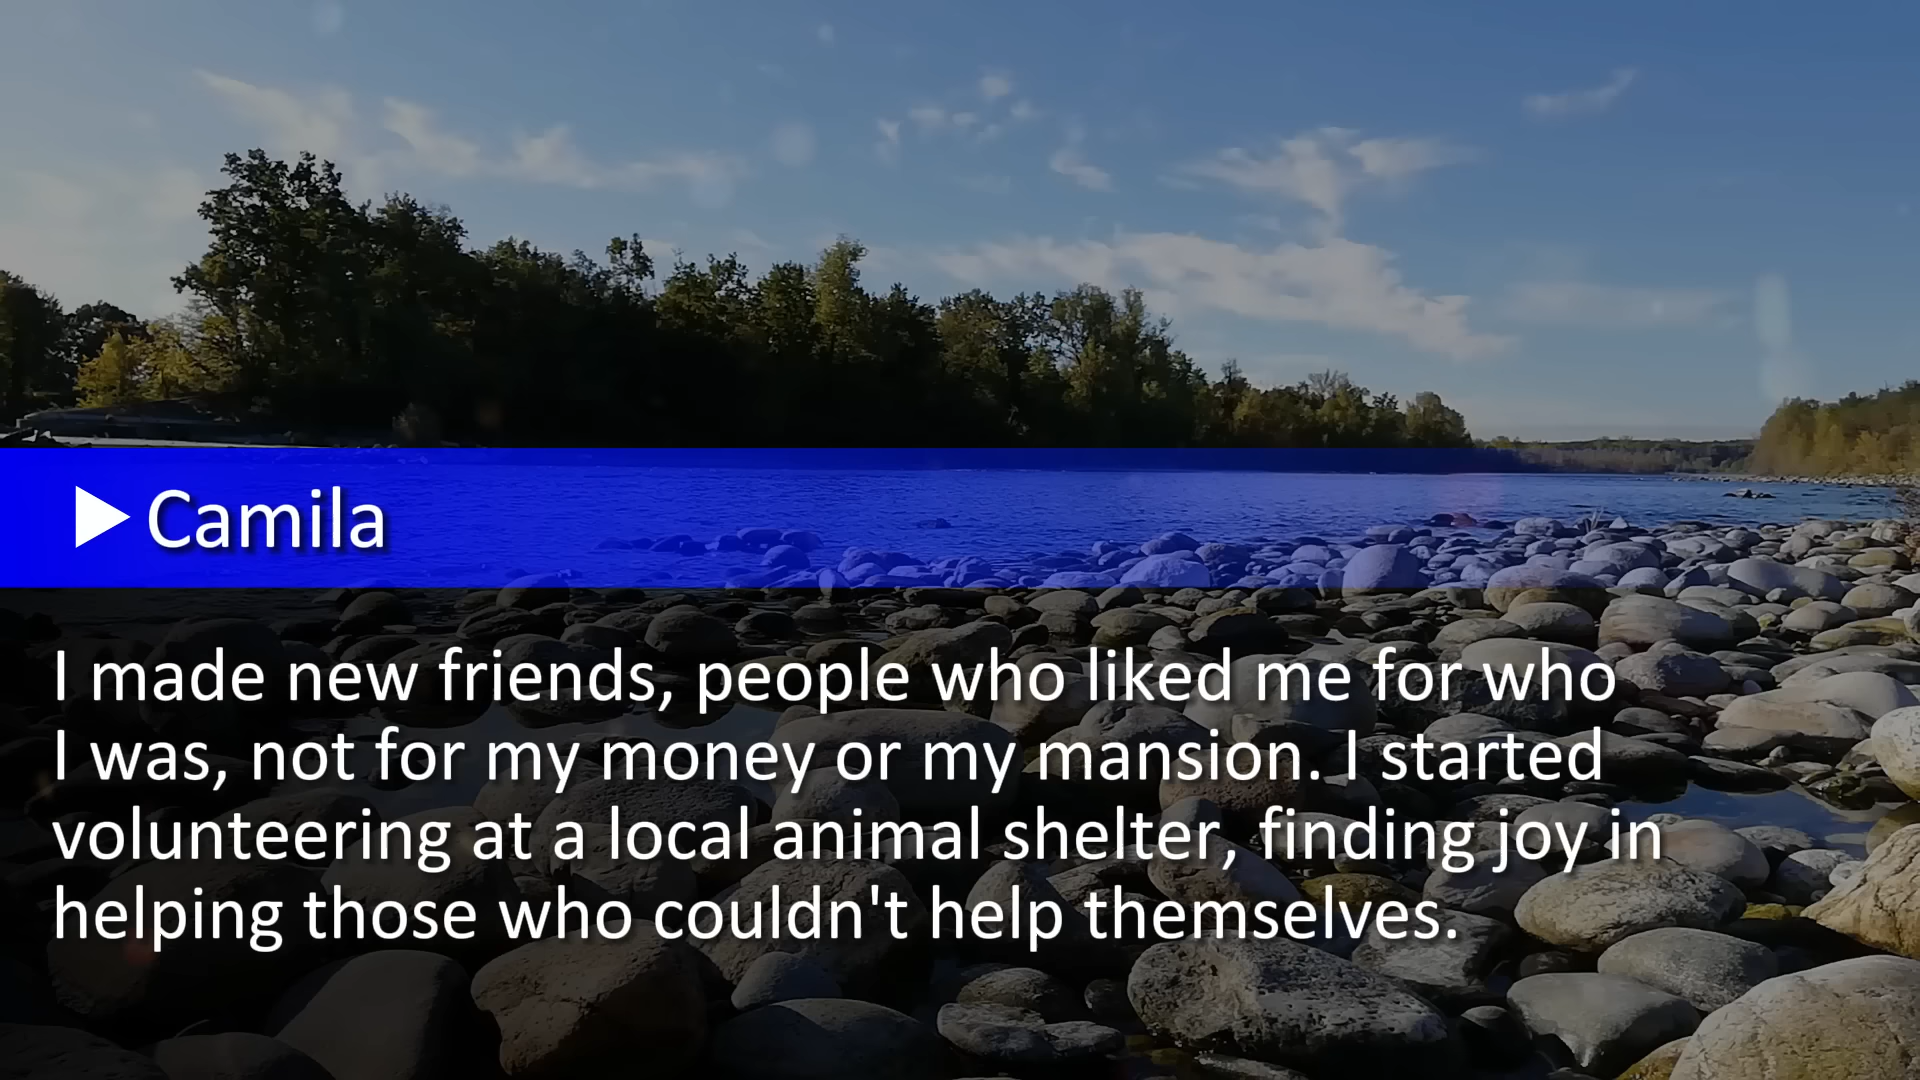 Camila
I made new friends, people who liked me for who
I was, not for my money or my mansion. I started
volunteering at a local animal shelter, finding joy in
helping those who couldn't help themselves.